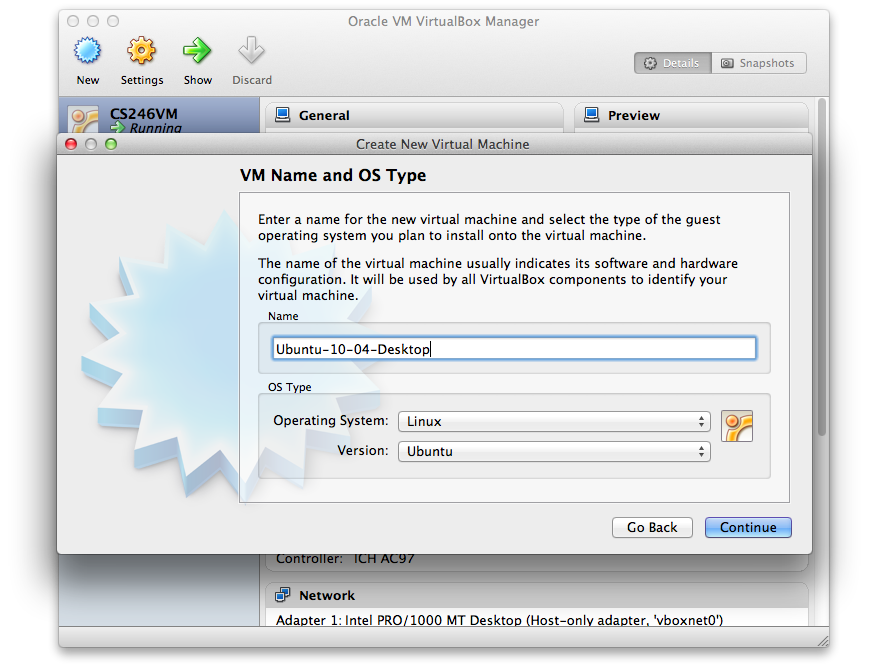 Oracle VM VirtualBox Manager
New
Settings
Show
Discard
Details
Snapshots
CS246VM
Running
General
Preview
Create New Virtual Machine
VM Name and OS Type
Enter a name for the new virtual machine and select the type of the guest
operating system you plan to install onto the virtual machine.
The name of the virtual machine usually indicates its software and hardware
configuration. It will be used by all VirtualBox components to identify your
virtual machine.
Name
Ubuntu-10-04-Desktop
OS Type
Operating System: Linux
Version: Ubuntu
Go Back
Continue
Controller: ICH AC97
Network
Adapter 1: Intel PRO/1000 MT Desktop (Host-only adapter, 'vboxnet0')